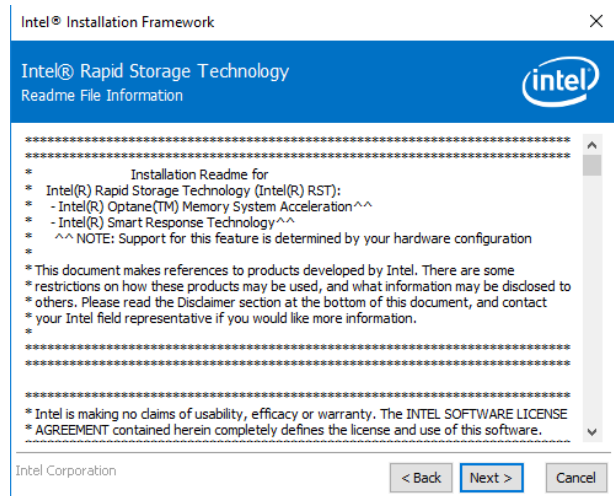 Intel® Installation Framework
Intel® Rapid Storage Technology
Readme File Information
intel
*******************************************************************************
*******************************************************************************
* Installation Readme for
* Intel(R) Rapid Storage Technology (Intel(R) RST):
* - Intel(R) Optane(TM) Memory System Acceleration^^
* - Intel(R) Smart Response Technology^^
* ^^ NOTE: Support for this feature is determined by your hardware configuration
*
* This document makes references to products developed by Intel. There are some
* restrictions on how these products may be used, and what information may be disclosed to
* others. Please read the Disclaimer section at the bottom of this document, and contact
* your Intel field representative if you would like more information.
*
*******************************************************************************
*******************************************************************************
*******************************************************************************
* Intel is making no claims of usability, efficacy or warranty. The INTEL SOFTWARE LICENSE
* AGREEMENT contained herein completely defines the license and use of this software.
*******************************************************************************
Intel Corporation
< Back
Next >
Cancel